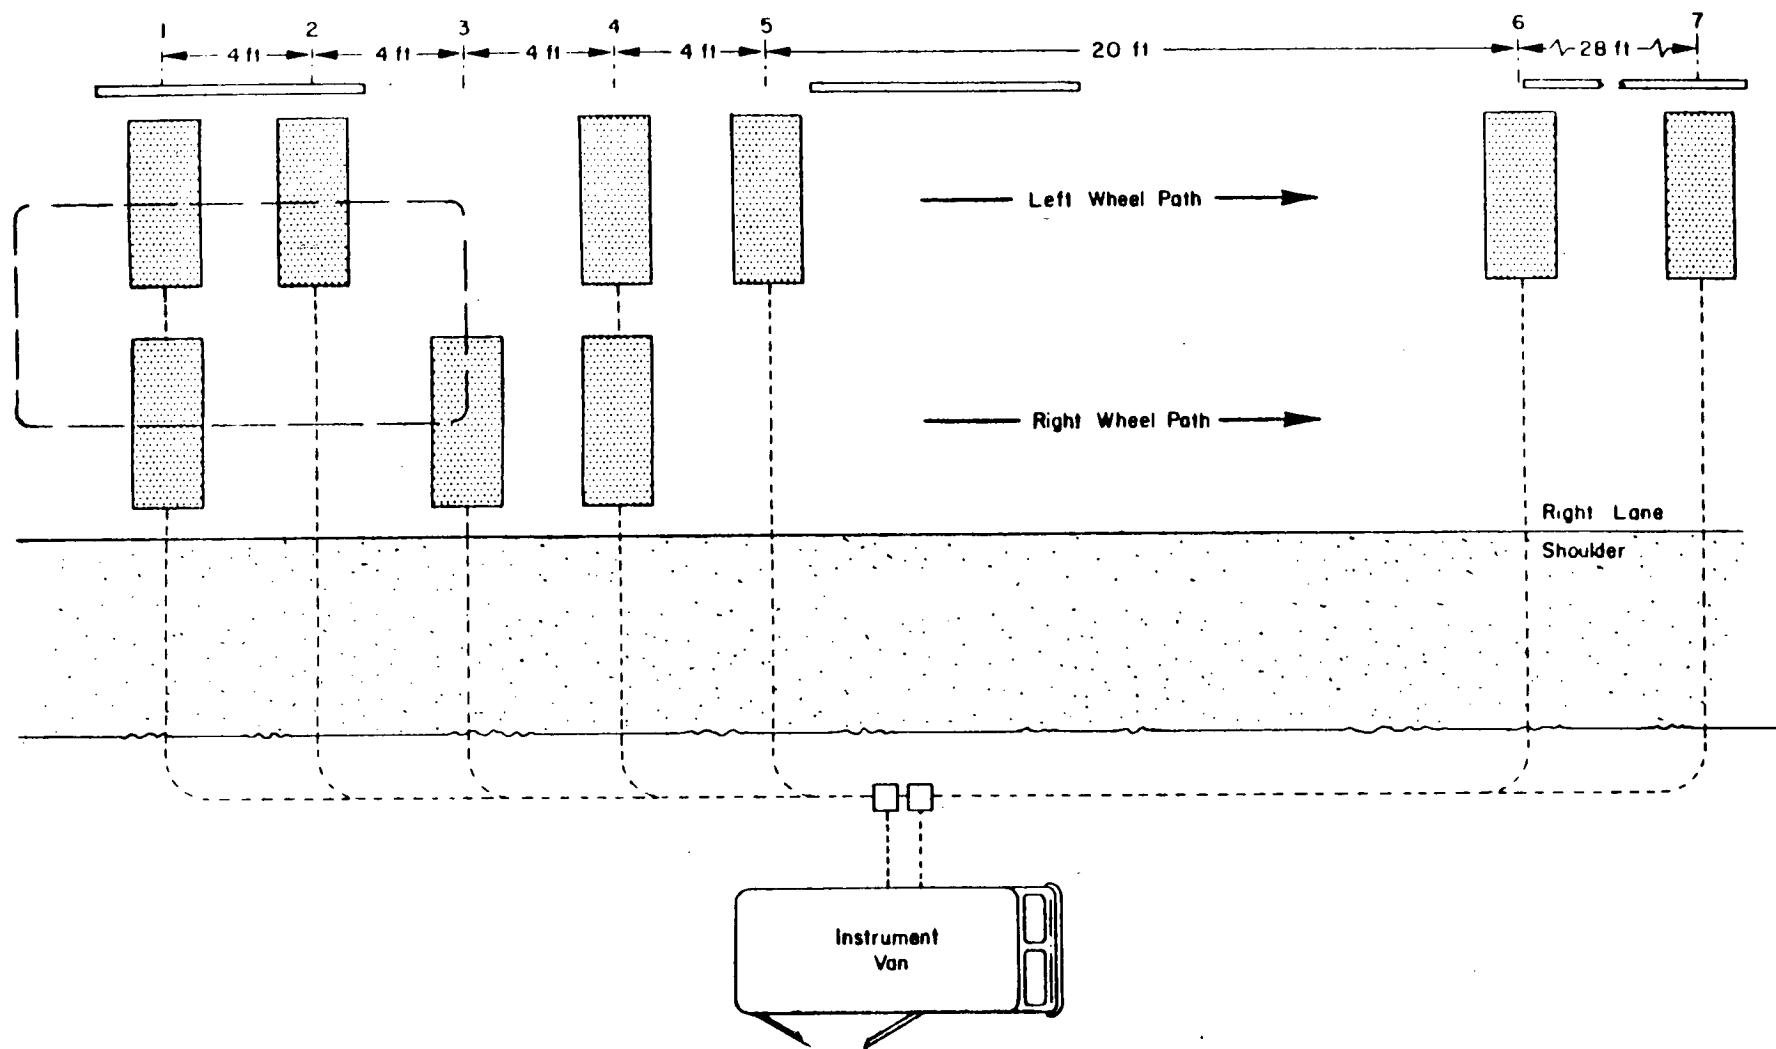 1 2 3 4 5 6 7
4 ft 4 ft 4 ft 4 ft 20 ft 28 ft
Left Wheel Path
Right Wheel Path
Right Lane
Shoulder
Instrument
Van